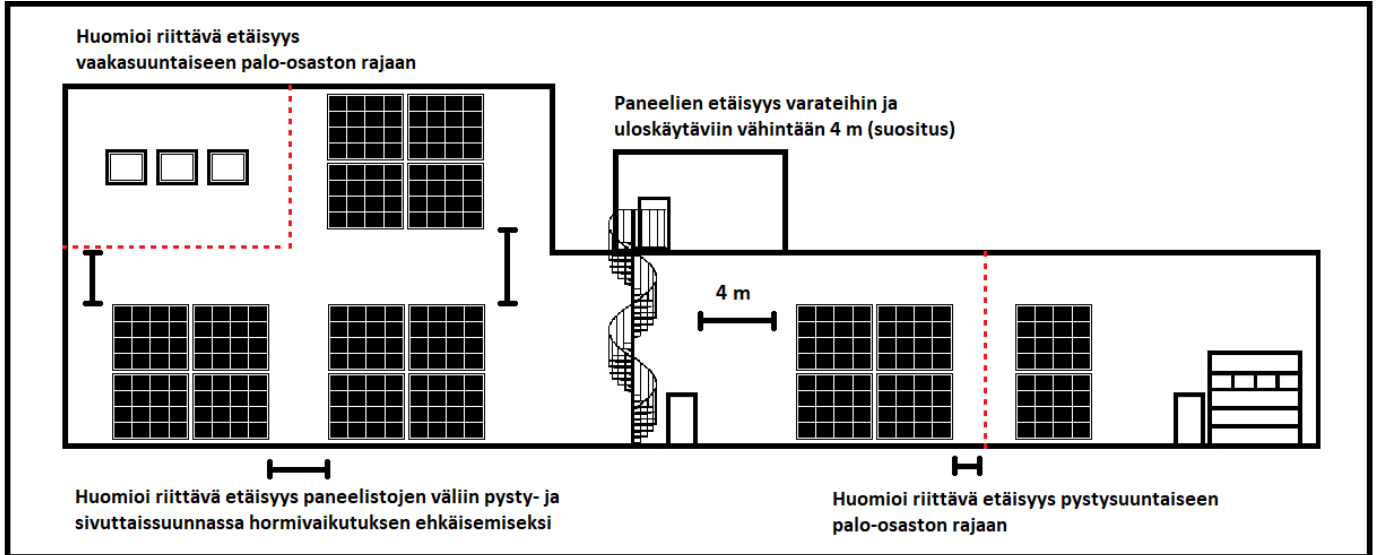 Huomioi riittävä etäisyys
vaakasuuntaiseen palo-osaston rajaan
Paneelien etäisyys varateihin ja
uloskäytäviin vähintään 4 m (suositus)
4 m
Huomioi riittävä etäisyys paneelistojen väliin pysty- ja
sivuttaissuunnassa hormivaikutuksen ehkäisemiseksi
Huomioi riittävä etäisyys pystysuuntaiseen
palo-osaston rajaan